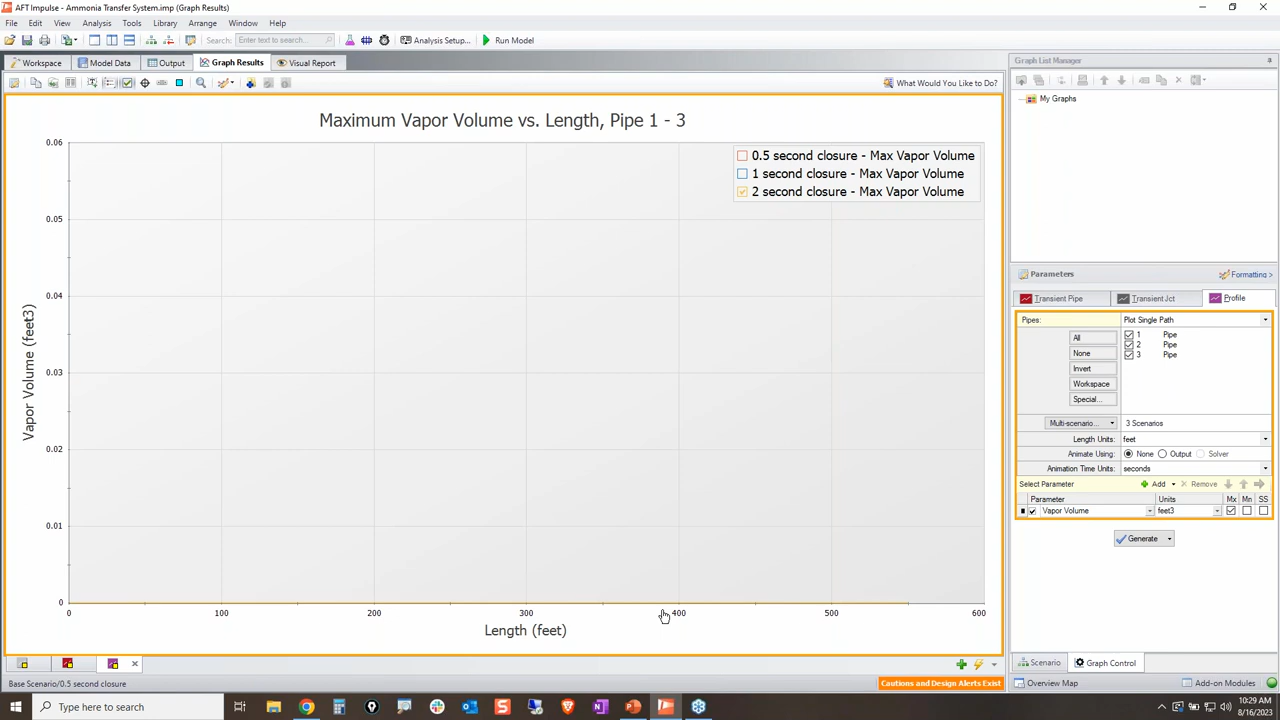 AFT Impulse - Ammonia Transfer System.imp (Graph Results)
File Edit View Analysis Tools Library Arrange Window Help
Search: Enter text to search... Analysis Setup... Run Model
Workspace Model Data Output Graph Results Visual Report
What Would You Like to Do?
Maximum Vapor Volume vs. Length, Pipe 1 - 3
0.5 second closure - Max Vapor Volume
1 second closure - Max Vapor Volume
2 second closure - Max Vapor Volume
0.06
0.05
0.04
0.03
0.02
0.01
0
Vapor Volume (feet3)
0 100 200 300 400 500 600
Length (feet)
Graph List Manager
My Graphs
Parameters Formatting >
Transient Pipe Transient Jct Profile
Pipes: Plot Single Path
All
None
Invert
Workspace
Special...
1 Pipe
2 Pipe
3 Pipe
Multi-scenario... 3 Scenarios
Length Units: feet
Animate Using: None Output Solver
Animation Time Units: seconds
Select Parameter Add Remove
Parameter Units Mx Mn SS
Vapor Volume feet3
Generate
Scenario Graph Control
Base Scenario/0.5 second closure
Cautions and Design Alerts Exist
Overview Map Add-on Modules
Type here to search
10:29 AM
8/16/2023